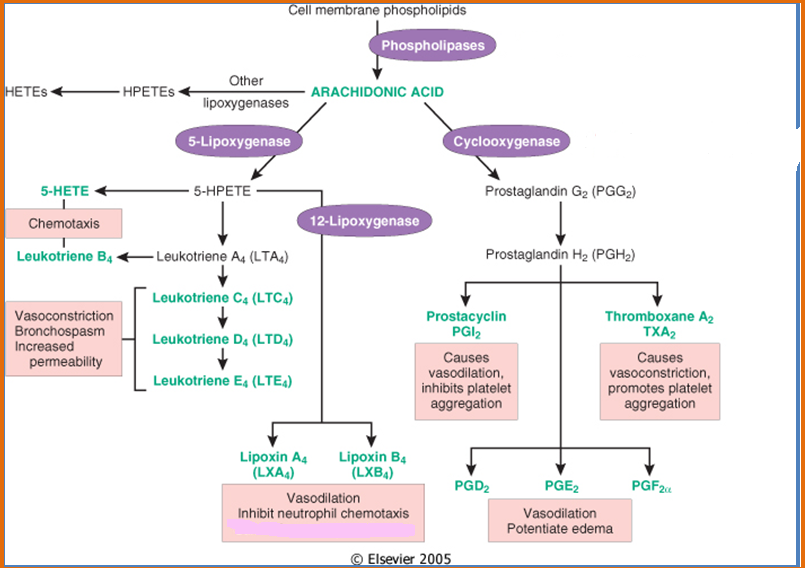 Cell membrane phospholipids
Phospholipases
HETEs
HPETEs
Other
lipoxygenases
ARACHIDONIC ACID
5-Lipoxygenase
Cyclooxygenase
5-HETE
5-HPETE
Prostaglandin G₂ (PGG₂)
12-Lipoxygenase
Chemotaxis
Leukotriene B₄
Leukotriene A₄ (LTA₄)
Prostaglandin H₂ (PGH₂)
Leukotriene C₄ (LTC₄)
Vasoconstriction
Bronchospasm
Increased
permeability
Leukotriene D₄ (LTD₄)
Leukotriene E₄ (LTE₄)
Prostacyclin
PGI₂
Causes
vasodilation,
inhibits platelet
aggregation
Thromboxane A₂
TXA₂
Causes
vasoconstriction,
promotes platelet
aggregation
Lipoxin A₄
(LXA₄)
Lipoxin B₄
(LXB₄)
Vasodilation
Inhibit neutrophil chemotaxis
PGD₂
PGE₂
PGF₂α
Vasodilation
Potentiate edema
© Elsevier 2005